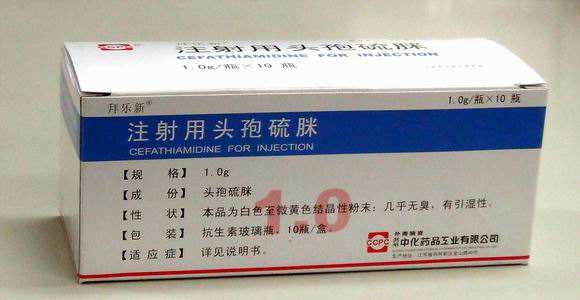 CCPC
注射用头孢硫脒
CEFATHIAMIDINE FOR INJECTION
1.0g/瓶×10 瓶
拜乐新®
1.0g/瓶×10 瓶
注射用头孢硫脒
CEFATHIAMIDINE FOR INJECTION
【规 格】 1.0g
【成 份】 头孢硫脒
【性 状】 本品为白色至微黄色结晶性粉末；几乎无臭，有引湿性。
1.0
【包 装】 抗生素玻璃瓶，10瓶/盒
【适应症】 详见说明书。
CCPC
中化药品工业有限公司